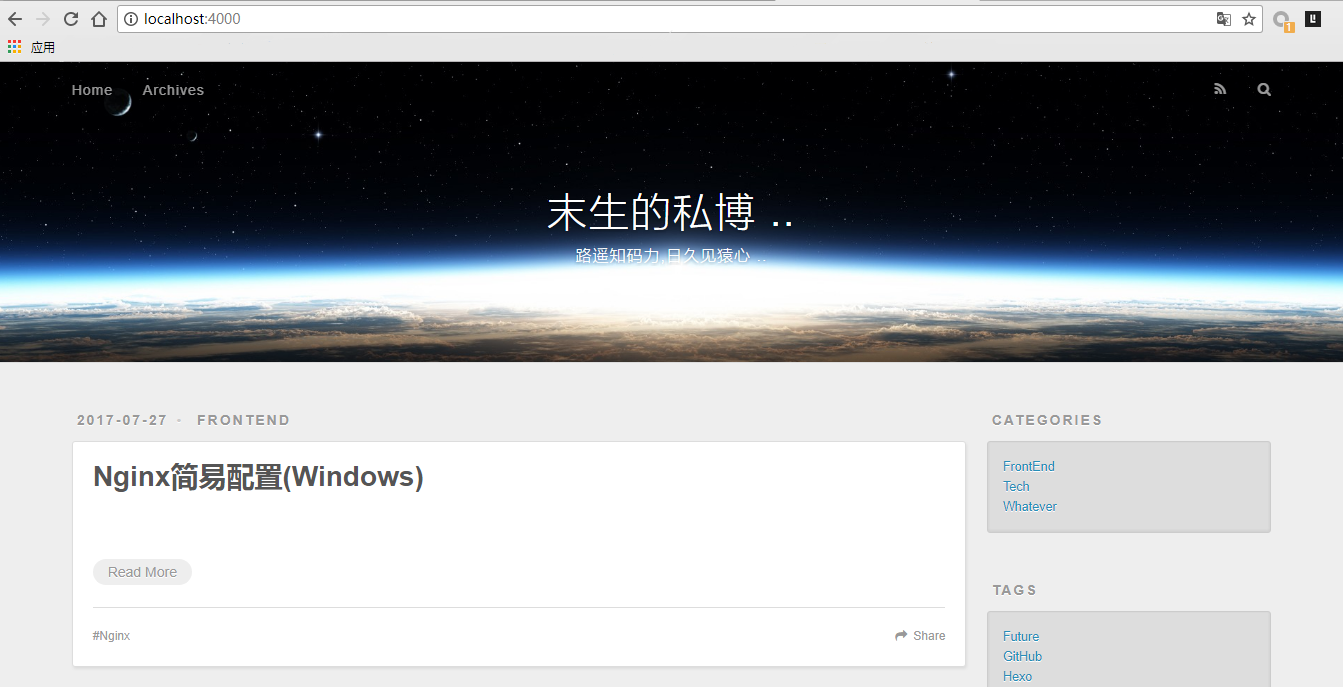 localhost:4000
应用
Home Archives
末生的私博 ..
路遥知码力,日久见猿心 ..
2017-07-27 - FRONTEND
Nginx简易配置(Windows)
Read More
#Nginx
Share
CATEGORIES
FrontEnd
Tech
Whatever
TAGS
Future
GitHub
Hexo
1